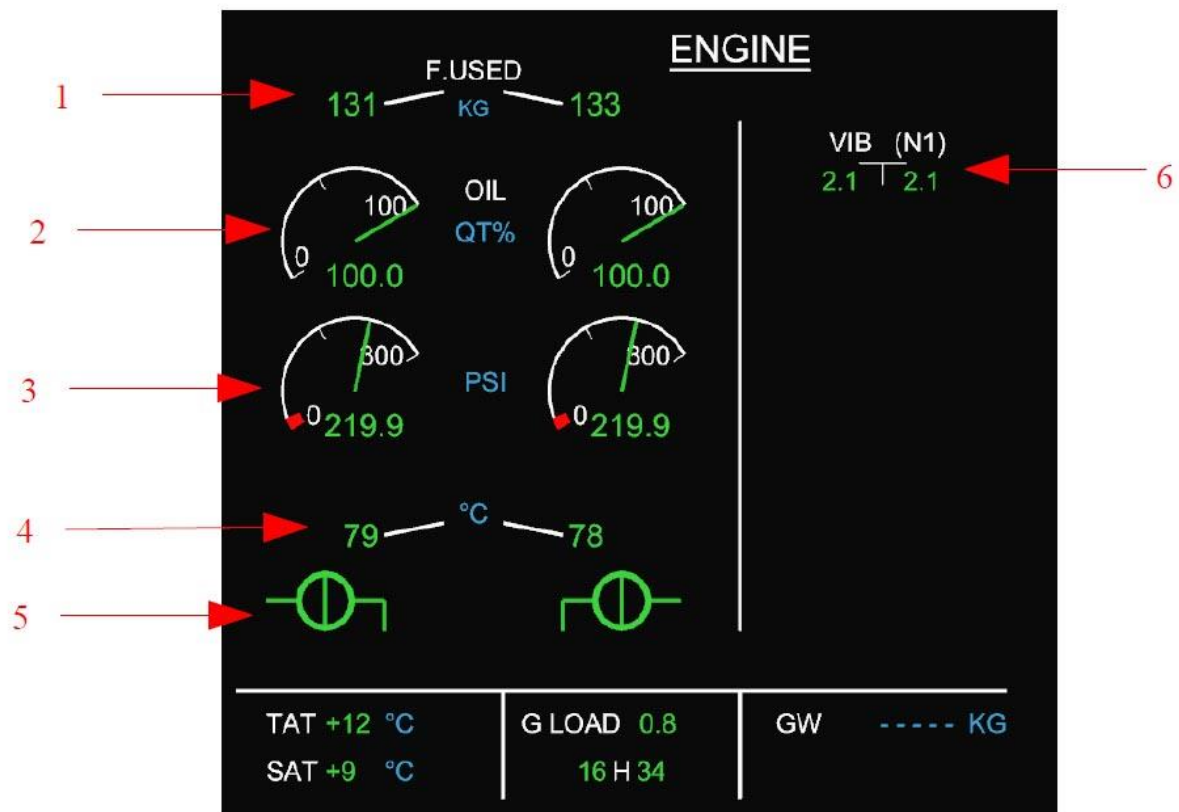 ENGINE
F.USED
1 131 KG 133
VIB (N1)
2.1 2.1 6
100 OIL 100
2 QT%
0 0
100.0 100.0
300 300
3 PSI
0 0
219.9 219.9
°C
4 79 78
5
TAT +12 °C G LOAD 0.8 GW ----- KG
SAT +9 °C 16 H 34